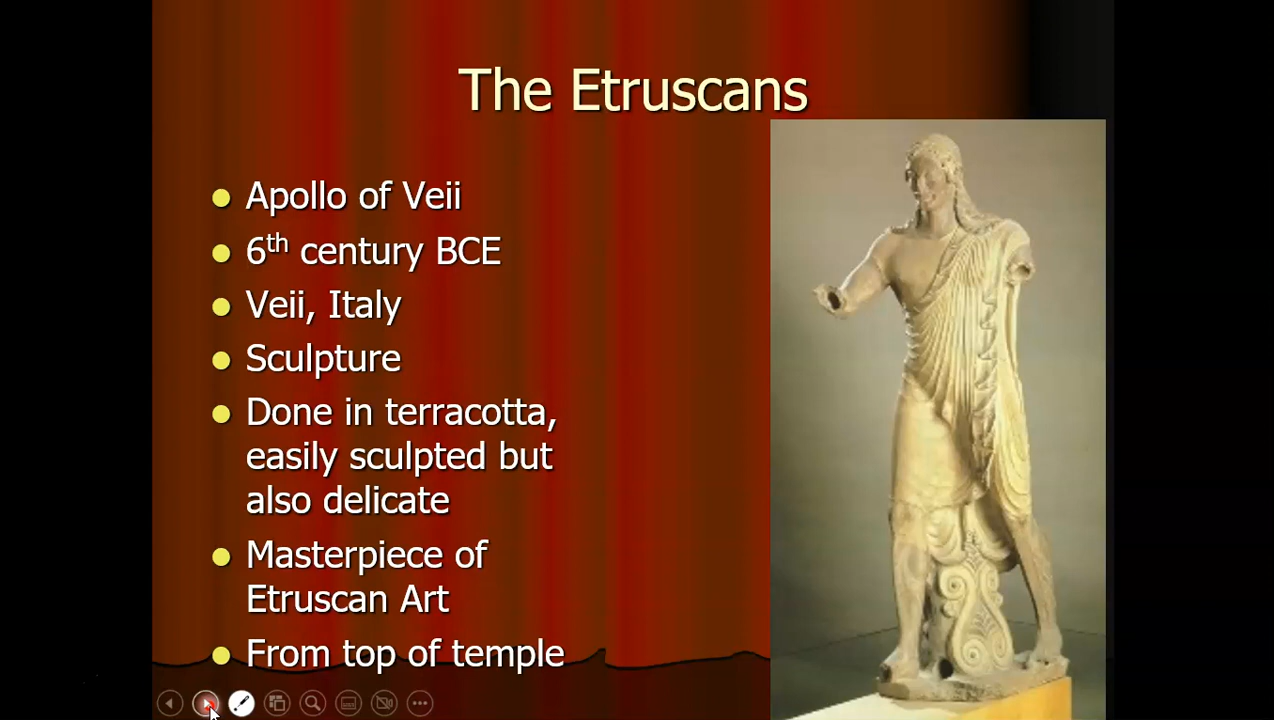 The Etruscans
Apollo of Veii
6th century BCE
Veii, Italy
Sculpture
Done in terracotta,
easily sculpted but
also delicate
Masterpiece of
Etruscan Art
From top of temple